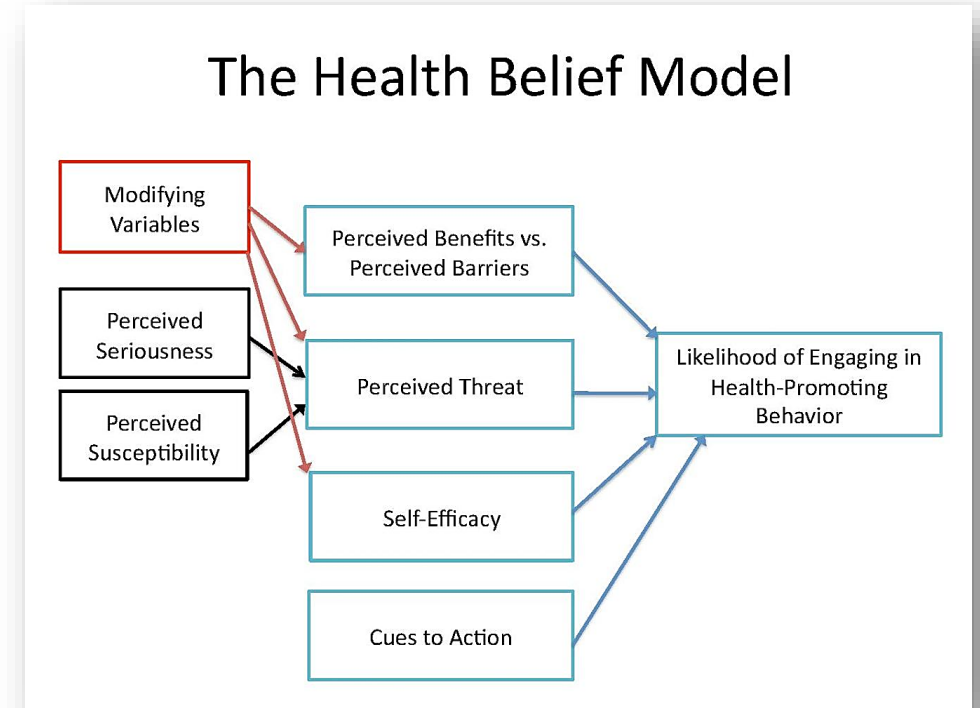 The Health Belief Model
Modifying
Variables
Perceived Benefits vs.
Perceived Barriers
Perceived
Seriousness
Perceived Threat
Likelihood of Engaging in
Health-Promoting
Behavior
Perceived
Susceptibility
Self-Efficacy
Cues to Action